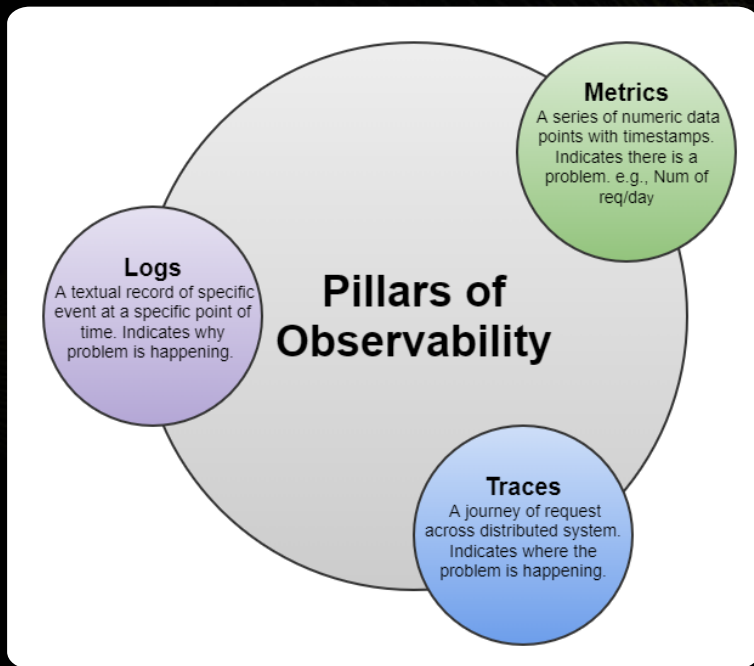 Metrics
A series of numeric data
points with timestamps.
Indicates there is a
problem. e.g., Num of
req/day
Logs
A textual record of specific
event at a specific point of
time. Indicates why
problem is happening.
Pillars of
Observability
Traces
A journey of request
across distributed system.
Indicates where the
problem is happening.